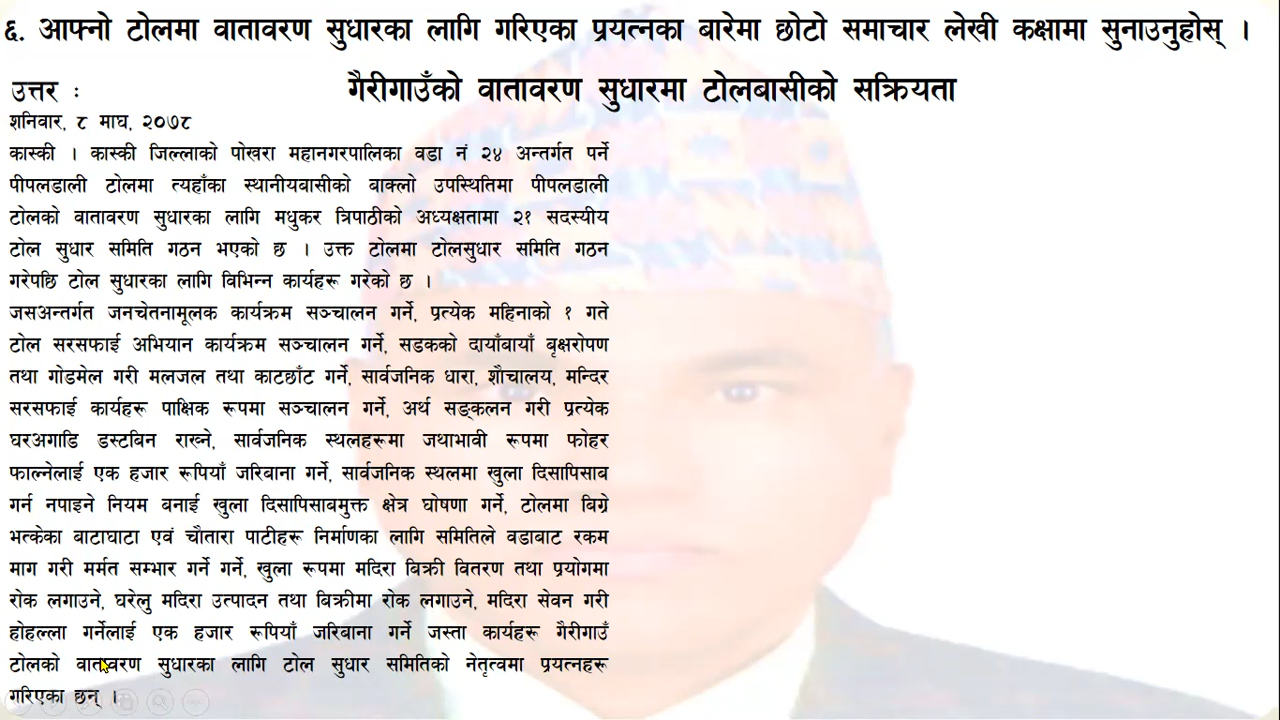 ६. आफ्नो टोलमा वातावरण सुधारका लागि गरिएका प्रयत्नका बारेमा छोटो समाचार लेखी कक्षामा सुनाउनुहोस् ।
उत्तर :
गैरीगाउँको वातावरण सुधारमा टोलबासीको सक्रियता
शनिवार, ८ माघ, २०७८
कास्की । कास्की जिल्लाको पोखरा महानगरपालिका वडा नं २४ अन्तर्गत पर्ने
पीपलडाली टोलमा त्यहाँका स्थानीयबासीको बाक्लो उपस्थितिमा पीपलडाली
टोलको वातावरण सुधारका लागि मधुकर त्रिपाठीको अध्यक्षतामा २१ सदस्यीय
टोल सुधार समिति गठन भएको छ । उक्त टोलमा टोलसुधार समिति गठन
गरेपछि टोल सुधारका लागि विभिन्न कार्यहरू गरेको छ ।
जसअन्तर्गत जनचेतनामूलक कार्यक्रम सञ्चालन गर्ने, प्रत्येक महिनाको १ गते
टोल सरसफाई अभियान कार्यक्रम सञ्चालन गर्ने, सडकको दायाँबायाँ बृक्षरोपण
तथा गोडमेल गरी मलजल तथा काटछाँट गर्ने, सार्वजनिक धारा, शौचालय, मन्दिर
सरसफाई कार्यहरू पाक्षिक रूपमा सञ्चालन गर्ने, अर्थ सङ्कलन गरी प्रत्येक
घरअगाडि डस्टबिन राख्ने, सार्वजनिक स्थलहरूमा जथाभावी रूपमा फोहर
फाल्नेलाई एक हजार रूपियाँ जरिबाना गर्ने, सार्वजनिक स्थलमा खुला दिसापिसाब
गर्न नपाइने नियम बनाई खुला दिसापिसाबमुक्त क्षेत्र घोषणा गर्ने, टोलमा बिग्रे
भत्केका बाटाघाटा एवं चौतारा पाटीहरू निर्माणका लागि समितिले वडाबाट रकम
माग गरी मर्मत सम्भार गर्ने गर्ने, खुला रूपमा मदिरा बिक्री वितरण तथा प्रयोगमा
रोक लगाउने, घरेलु मदिरा उत्पादन तथा बिक्रीमा रोक लगाउने, मदिरा सेवन गरी
होहल्ला गर्नेलाई एक हजार रूपियाँ जरिबाना गर्ने जस्ता कार्यहरू गैरीगाउँ
टोलको वातावरण सुधारका लागि टोल सुधार समितिको नेतृत्वमा प्रयत्नहरू
गरिएका छन् ।